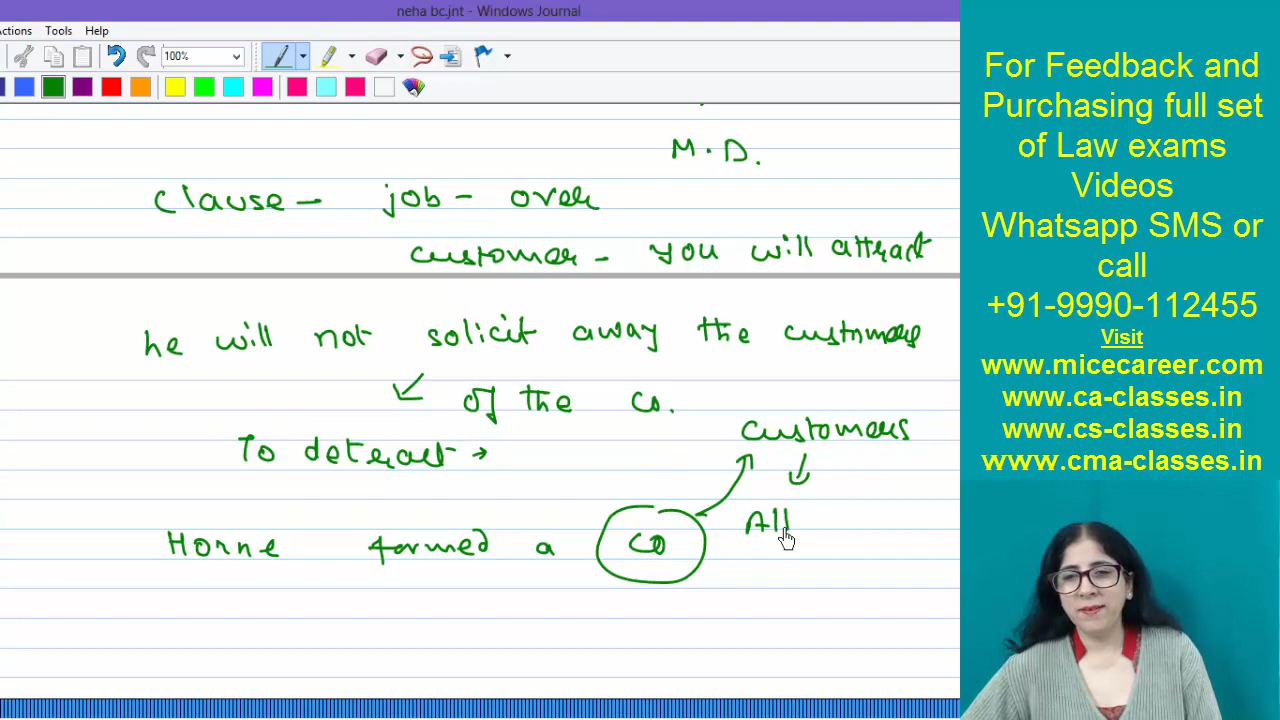 neha bc.jnt - Windows Journal
Actions Tools Help
100%
M.D.
Clause - job - over
customer - you will attract
he will not solicit away the customers
of the Co.
To detract →
Customers
All
Horne formed a Co
For Feedback and
Purchasing full set
of Law exams
Videos
Whatsapp SMS or
call
+91-9990-112455
Visit
www.micecareer.com
www.ca-classes.in
www.cs-classes.in
www.cma-classes.in